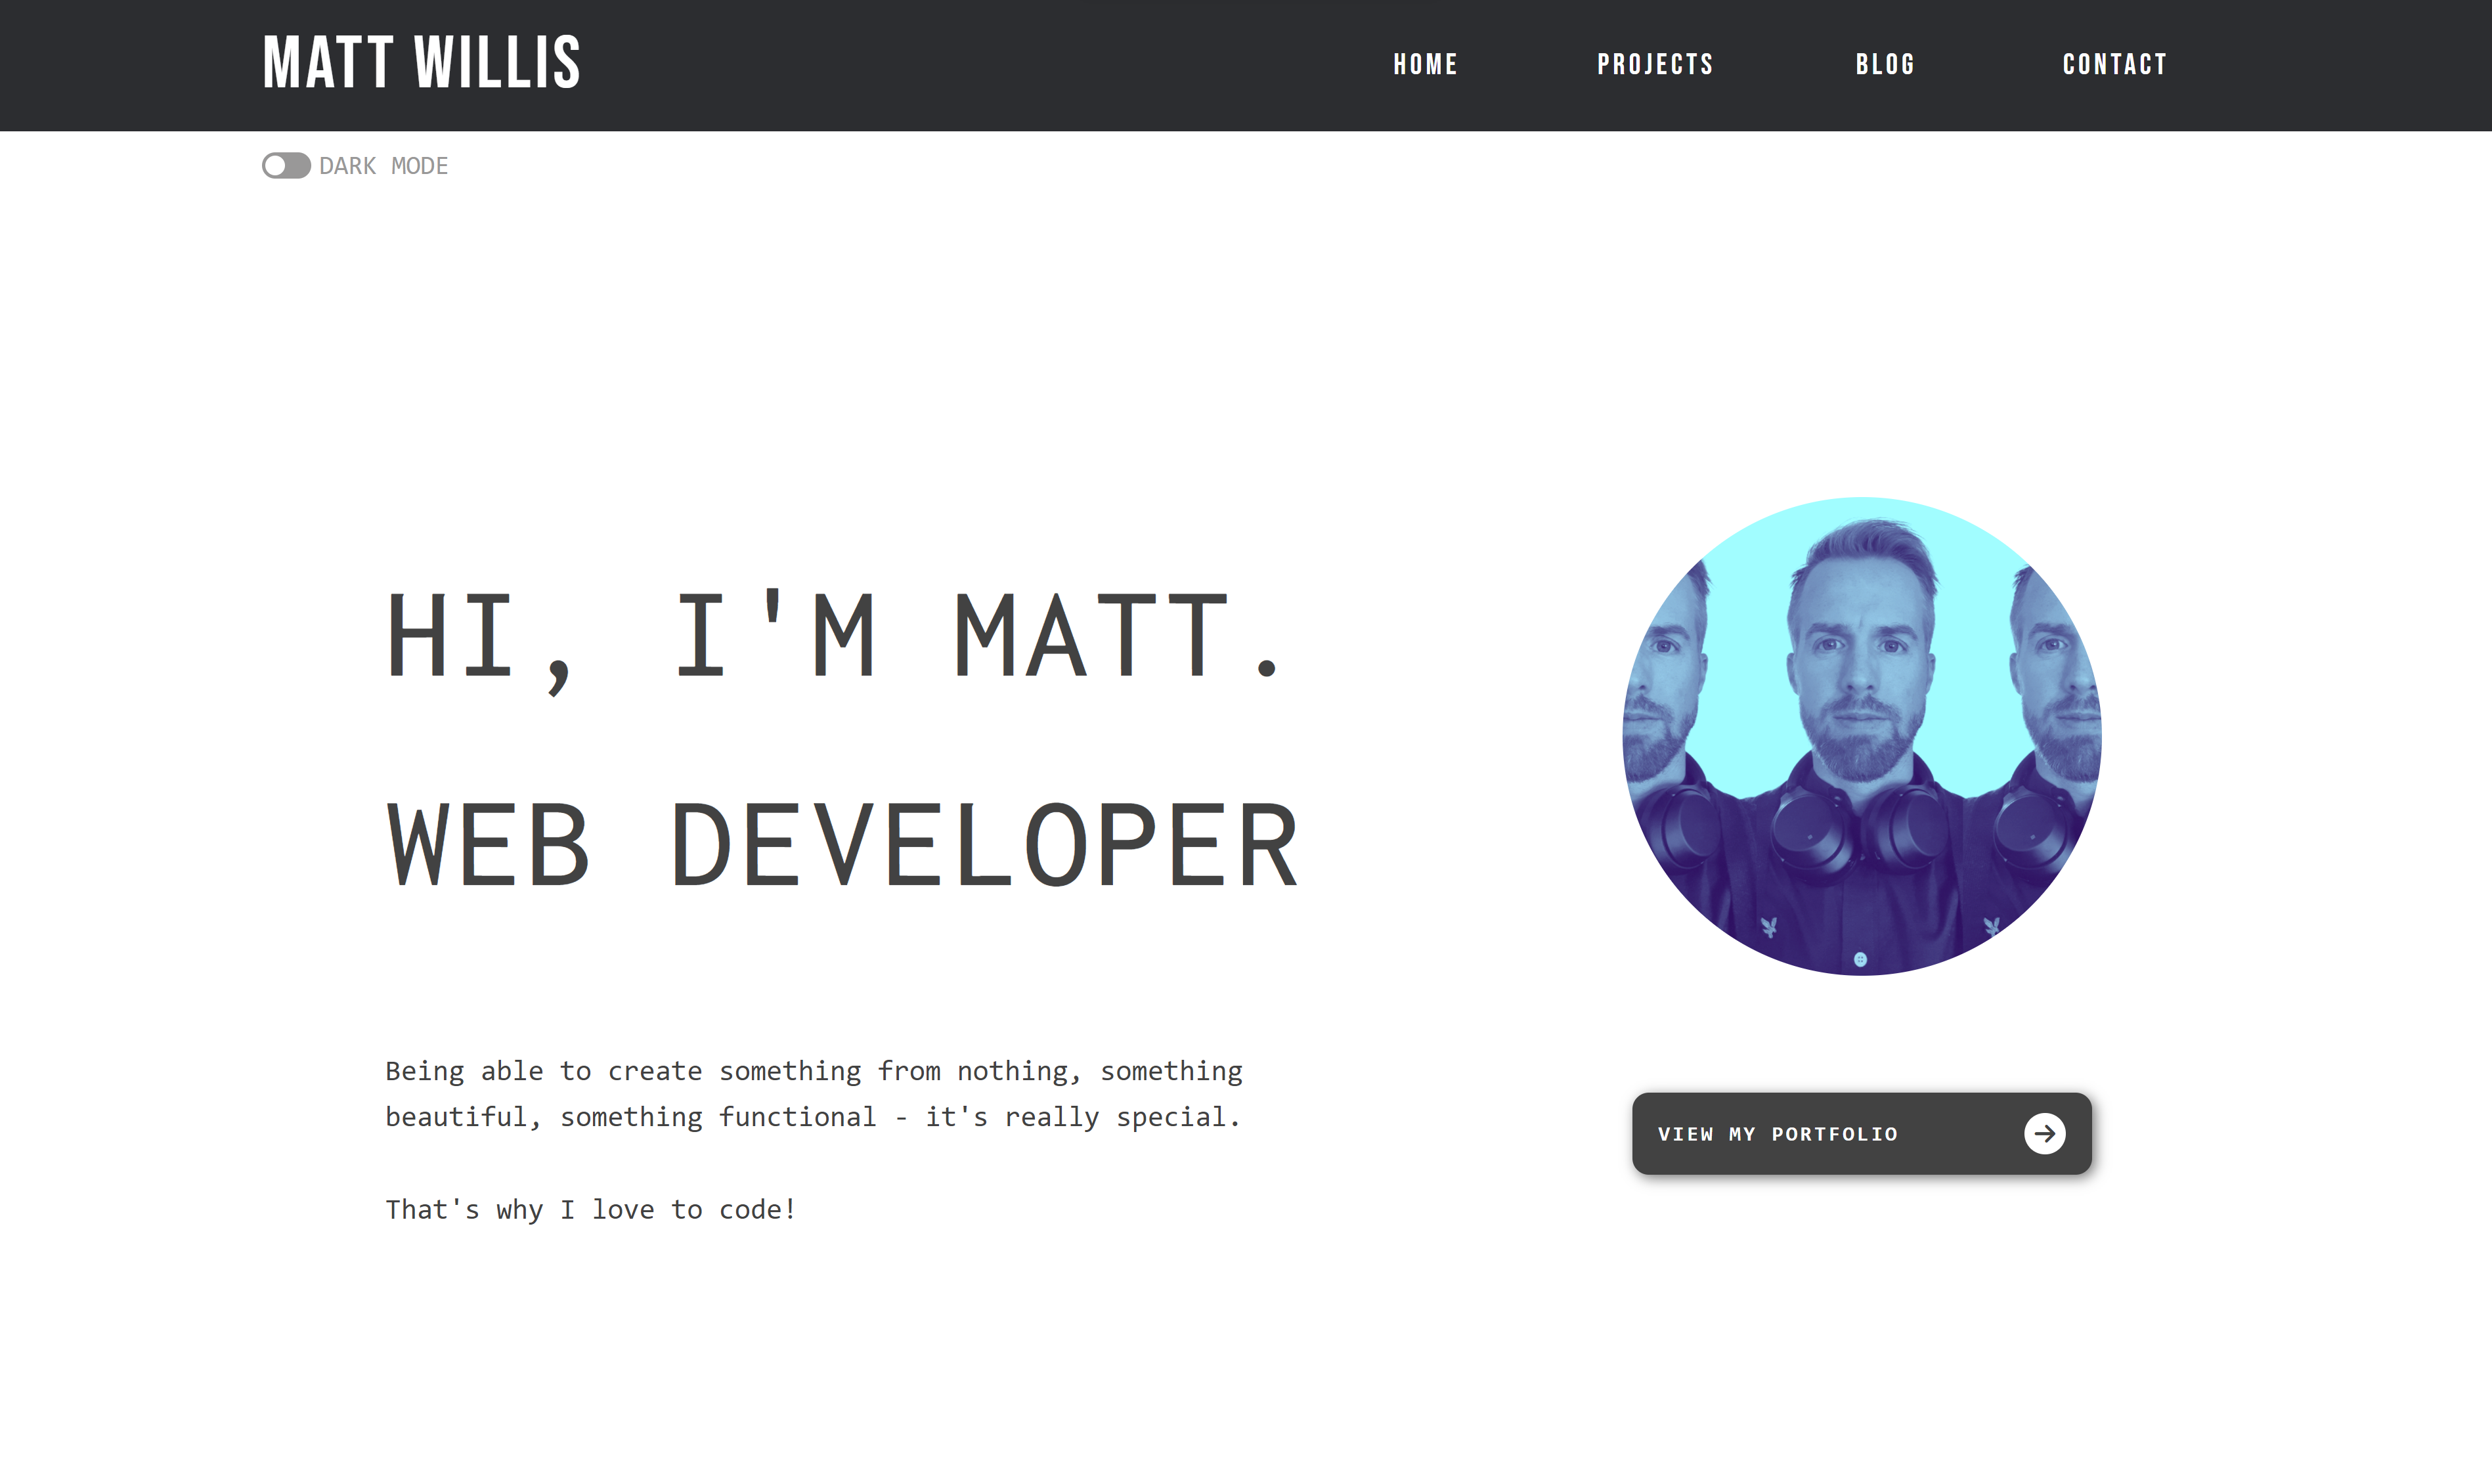 MATT WILLIS
HOME PROJECTS BLOG CONTACT
DARK MODE
HI, I'M MATT.
WEB DEVELOPER
Being able to create something from nothing, something
beautiful, something functional - it's really special.
That's why I love to code!
VIEW MY PORTFOLIO